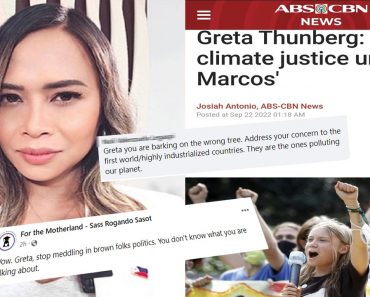 ABS-CBN
NEWS
Greta Thunberg:
climate justice un
Marcos'
Josiah Antonio, ABS-CBN News
Posted at Sep 22 2022 01:18 AM
Greta you are barking on the wrong tree. Address your concern to the
first world/highly industrialized countries. They are the ones polluting
our planet.
For the Motherland - Sass Rogando Sasot
2h
Wow. Greta, stop meddling in brown folks politics. You don't know what you are
lking about.